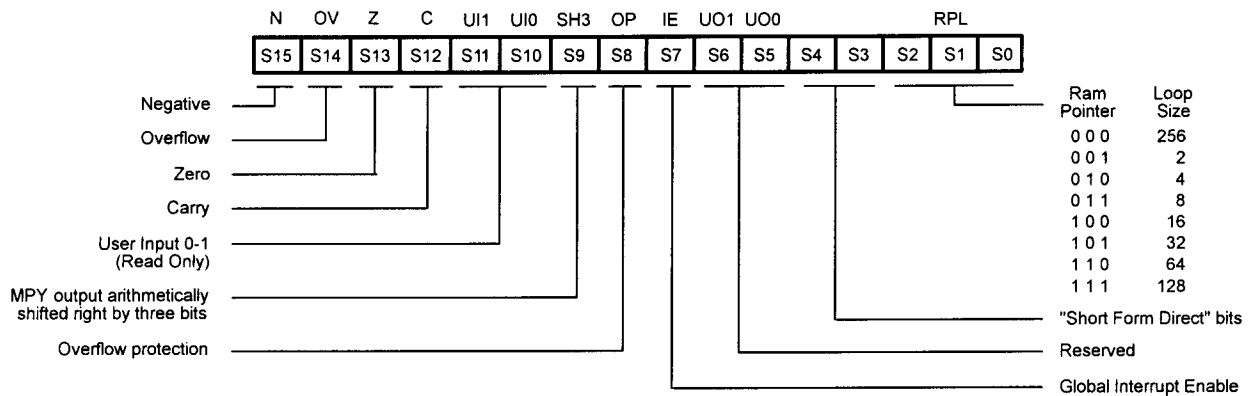 N OV Z C UI1 UI0 SH3 OP IE UO1 UO0 RPL
S15 S14 S13 S12 S11 S10 S9 S8 S7 S6 S5 S4 S3 S2 S1 S0
Negative
Overflow
Zero
Carry
User Input 0-1
(Read Only)
MPY output arithmetically
shifted right by three bits
Overflow protection
Ram Loop
Pointer Size
0 0 0 256
0 0 1 2
0 1 0 4
0 1 1 8
1 0 0 16
1 0 1 32
1 1 0 64
1 1 1 128
"Short Form Direct" bits
Reserved
Global Interrupt Enable